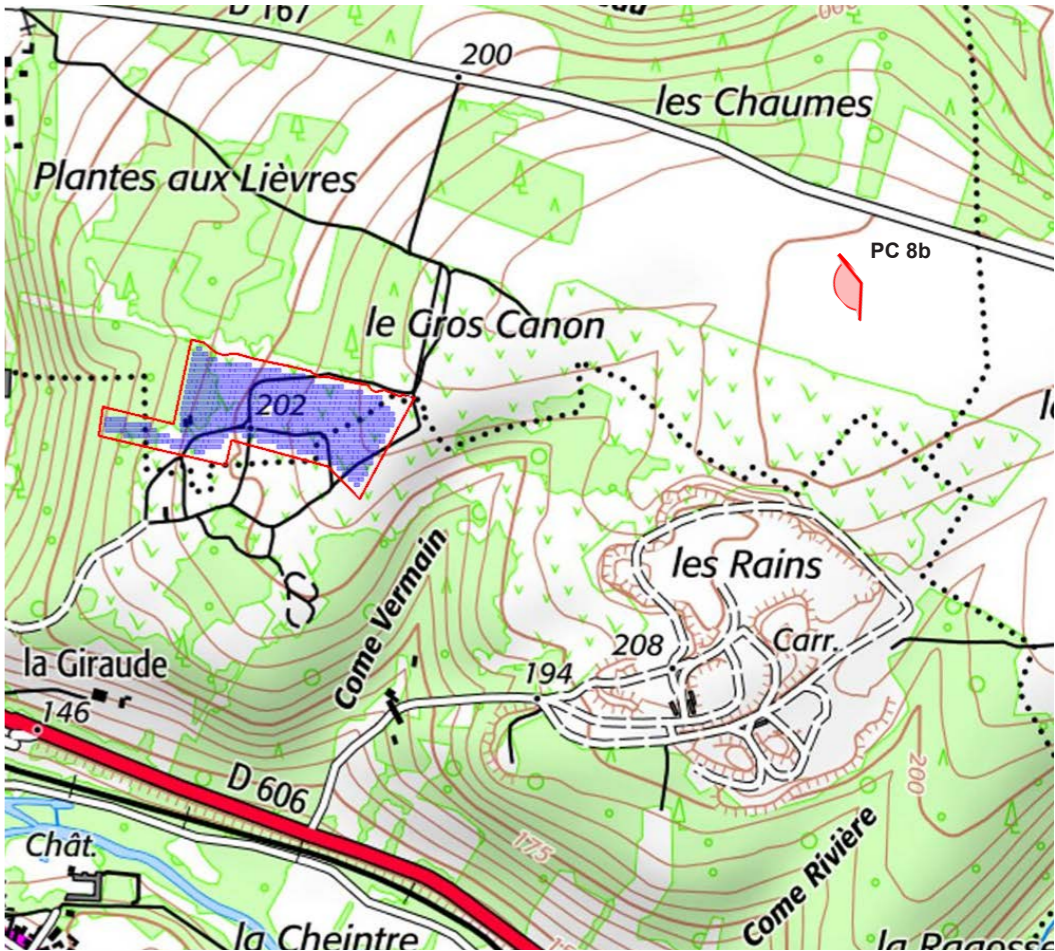 D 167
200
les Chaumes
Plantes aux Lièvres
PC 8b
le Gros Canon
202
les Rains
Carr.
208
194
Come Vermain
la Giraude
146
D 606
200
175
Come Rivière
Chât.
la Cheintre